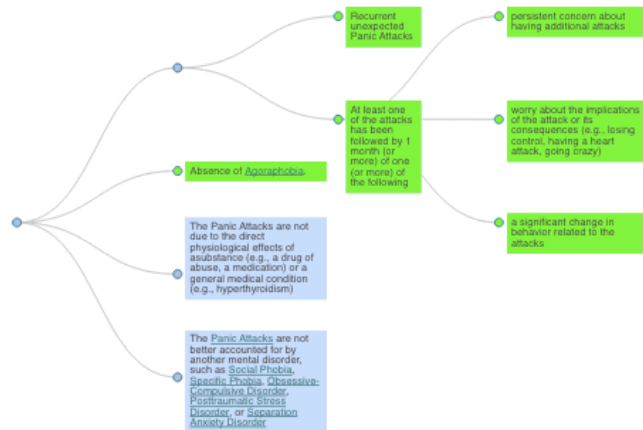 Recurrent
unexpected
Panic Attacks
persistent concern about
having additional attacks
At least one
of the attacks
has been
followed by 1
month (or
more) of one
(or more) of
the following
worry about the implications
of the attack or its
consequences (e.g., losing
control, having a heart
attack, going crazy)
a significant change in
behavior related to the
attacks
Absence of Agoraphobia.
The Panic Attacks are not
due to the direct
physiological effects of
asubstance (e.g., a drug of
abuse, a medication) or a
general medical condition
(e.g., hyperthyroidism)
The Panic Attacks are not
better accounted for by
another mental disorder,
such as Social Phobia,
Specific Phobia, Obsessive-
Compulsive Disorder,
Posttraumatic Stress
Disorder, or Separation
Anxiety Disorder